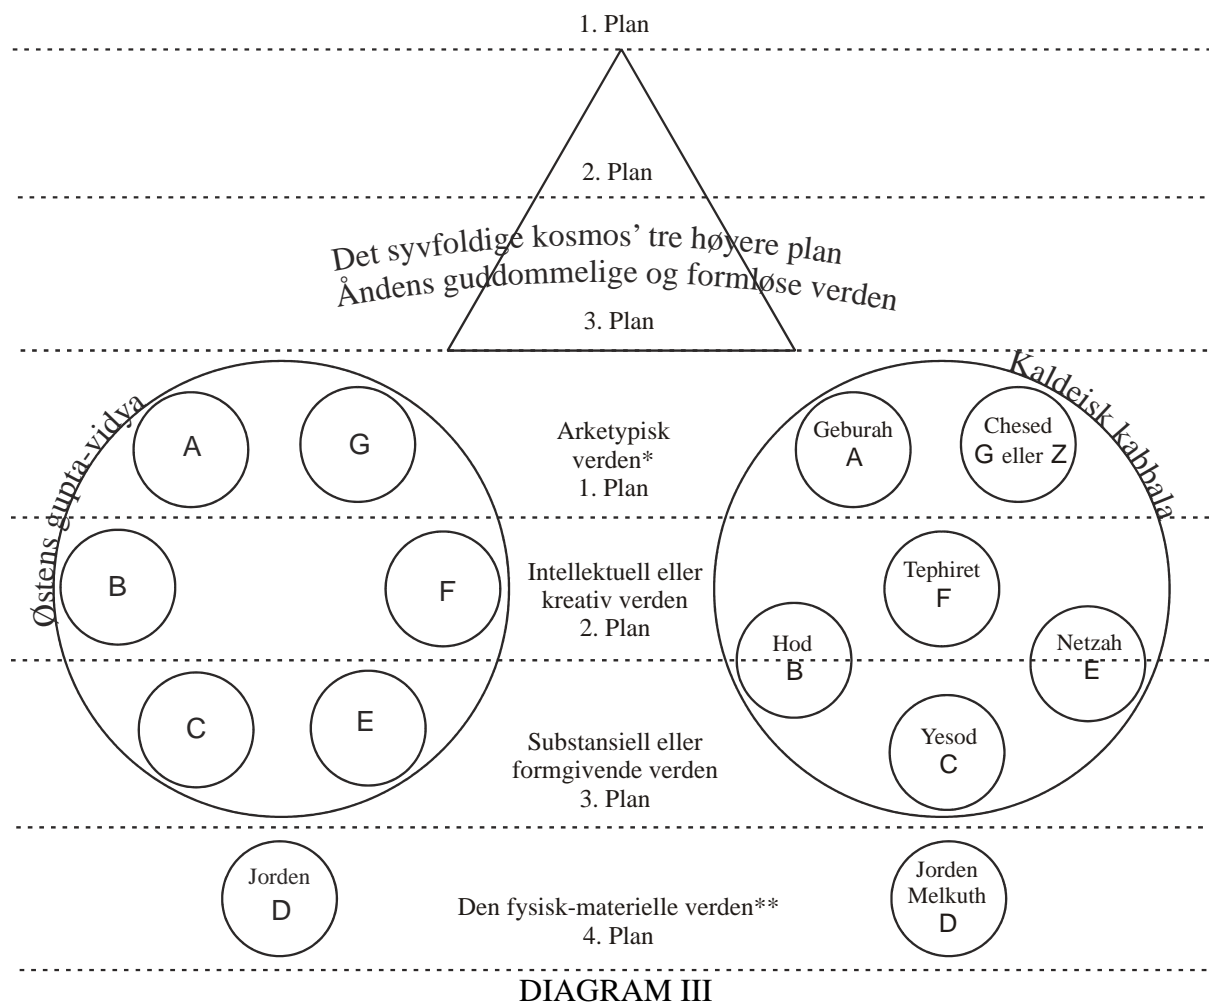 1. Plan
2. Plan
Det syvfoldige kosmos’ tre høyere plan
Åndens guddommelige og formløse verden
3. Plan
Østens gupta-vidya
Kaldeisk kabbala
A
G
Arketypisk
verden*
1. Plan
Geburah
A
Chesed
G eller Z
B
F
Intellektuell eller
kreativ verden
2. Plan
Tephiret
F
Hod
B
Netzah
E
C
E
Substansiell eller
formgivende verden
3. Plan
Yesod
C
Jorden
D
Den fysisk-materielle verden**
4. Plan
Jorden
Melkuth
D
DIAGRAM III